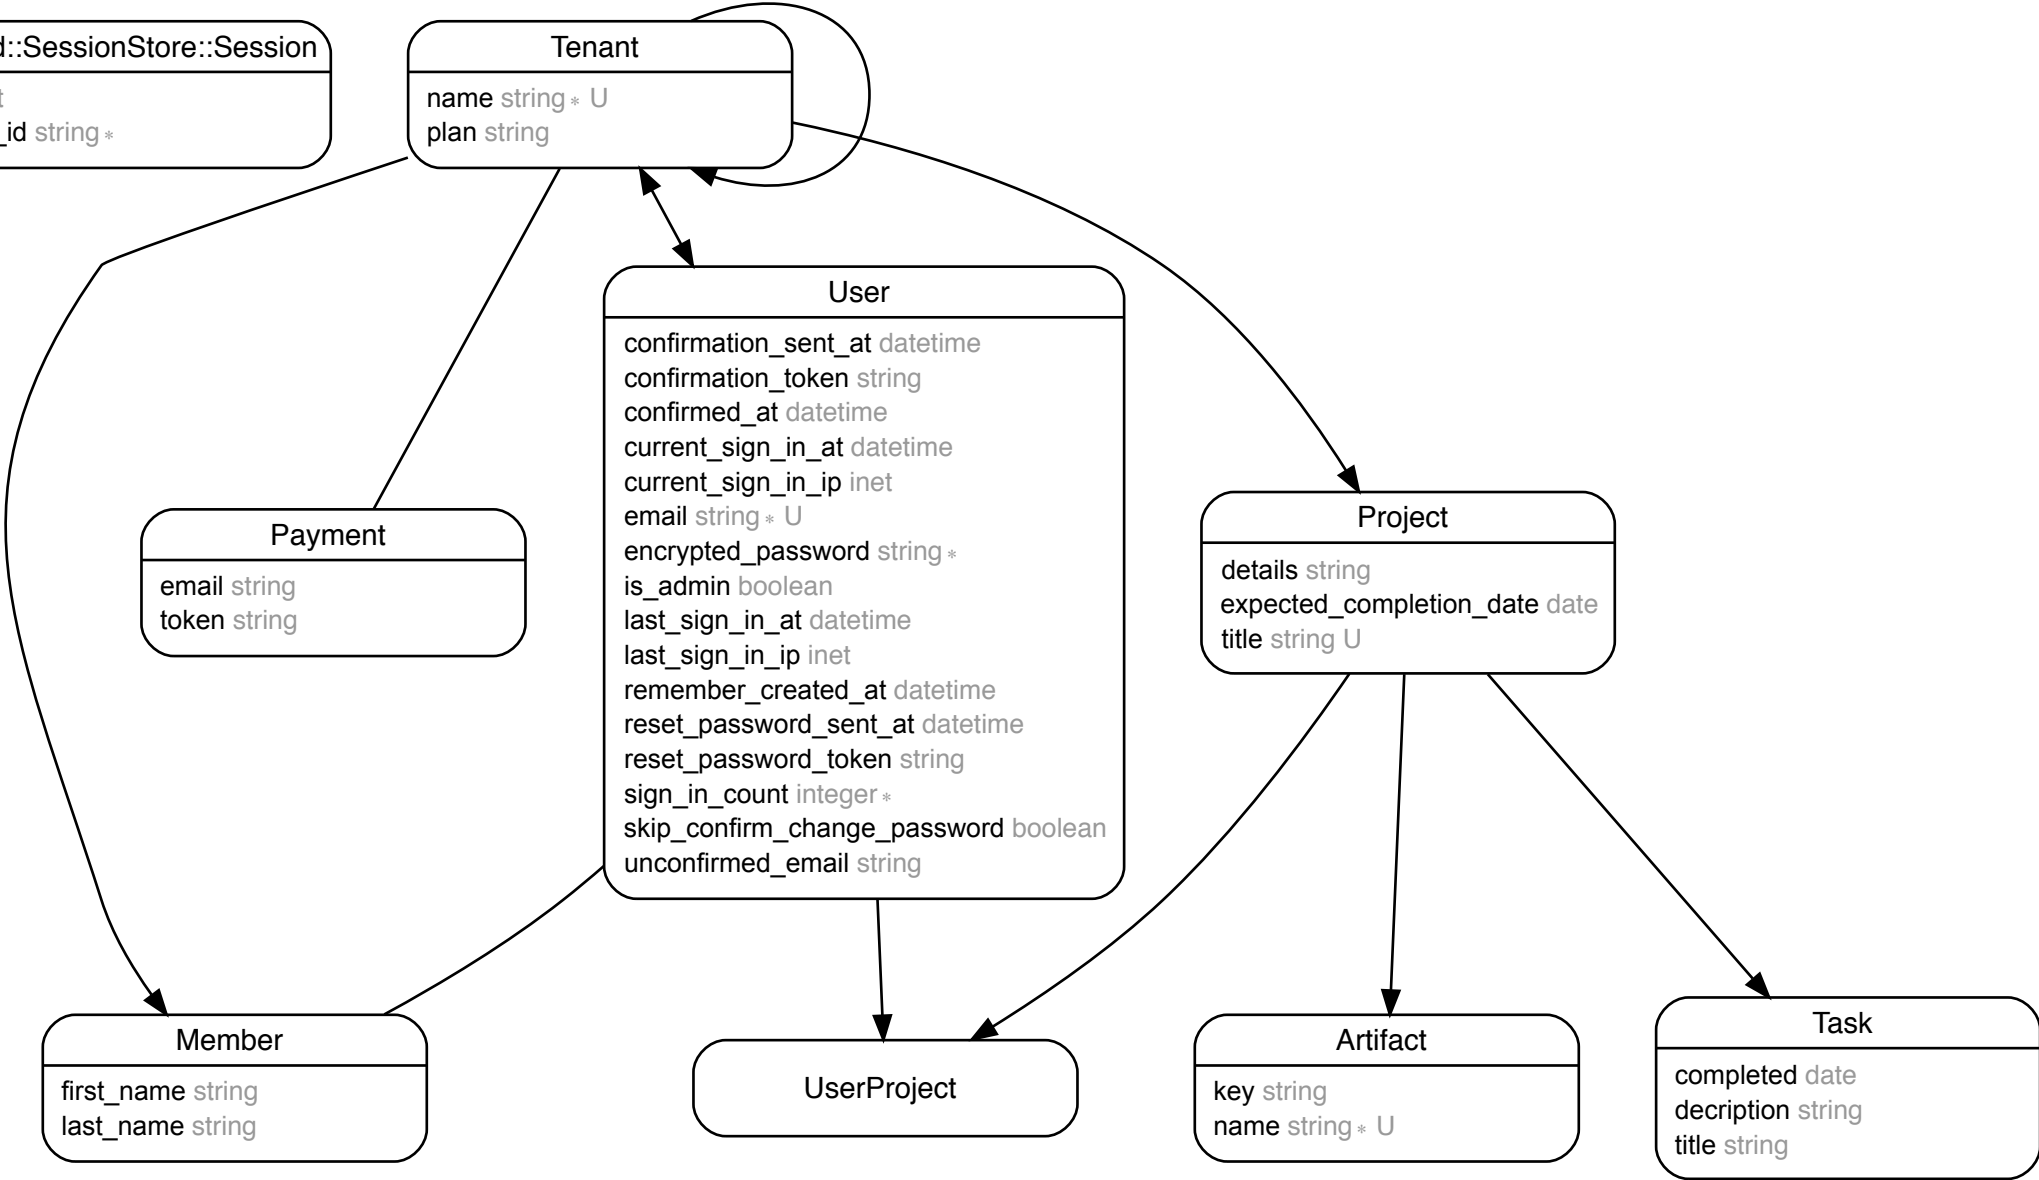 ::SessionStore::Session
_id string *
Tenant
name string * U
plan string
User
confirmation_sent_at datetime
confirmation_token string
confirmed_at datetime
current_sign_in_at datetime
current_sign_in_ip inet
email string * U
encrypted_password string *
is_admin boolean
last_sign_in_at datetime
last_sign_in_ip inet
remember_created_at datetime
reset_password_sent_at datetime
reset_password_token string
sign_in_count integer *
skip_confirm_change_password boolean
unconfirmed_email string
Payment
email string
token string
Project
details string
expected_completion_date date
title string U
Member
first_name string
last_name string
UserProject
Artifact
key string
name string * U
Task
completed date
decription string
title string